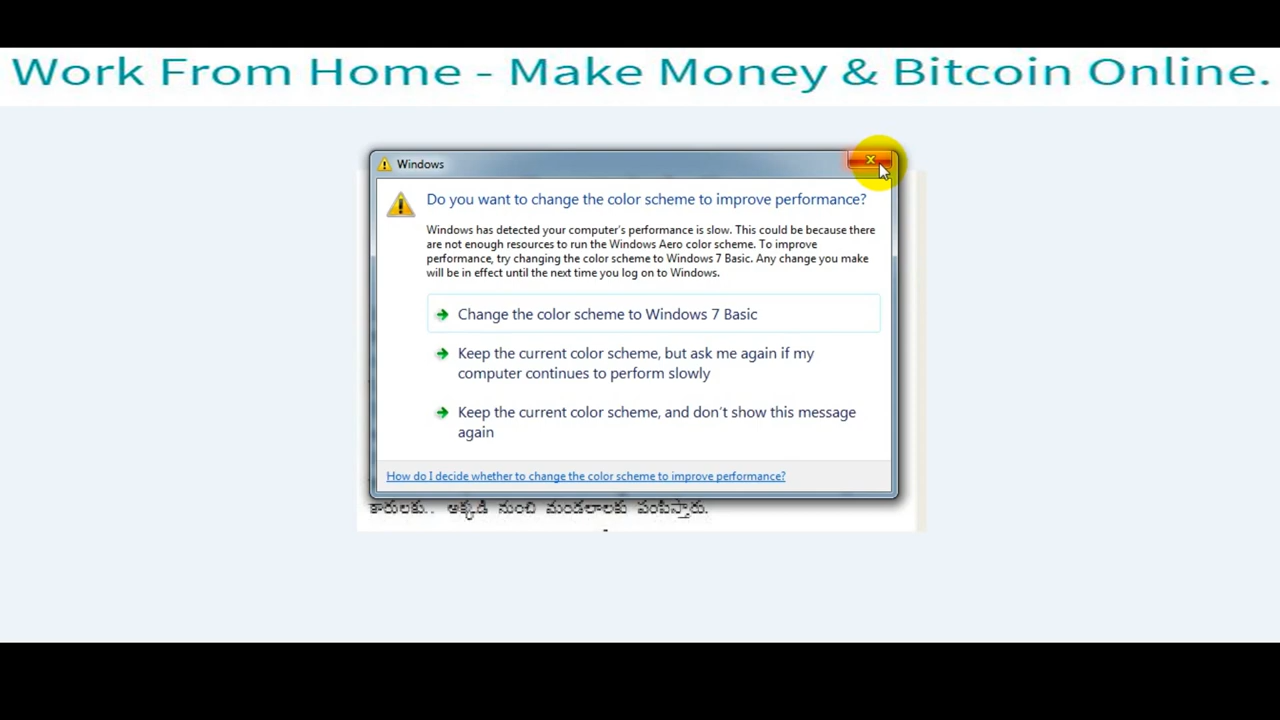 Work From Home - Make Money & Bitcoin Online.
Windows
Do you want to change the color scheme to improve performance?
Windows has detected your computer's performance is slow. This could be because there
are not enough resources to run the Windows Aero color scheme. To improve
performance, try changing the color scheme to Windows 7 Basic. Any change you make
will be in effect until the next time you log on to Windows.
Change the color scheme to Windows 7 Basic
Keep the current color scheme, but ask me again if my
computer continues to perform slowly
Keep the current color scheme, and don't show this message
again
How do I decide whether to change the color scheme to improve performance?
కారులకు.. అక్కడి నుంచి మండలాలకు పంపిస్తారు.